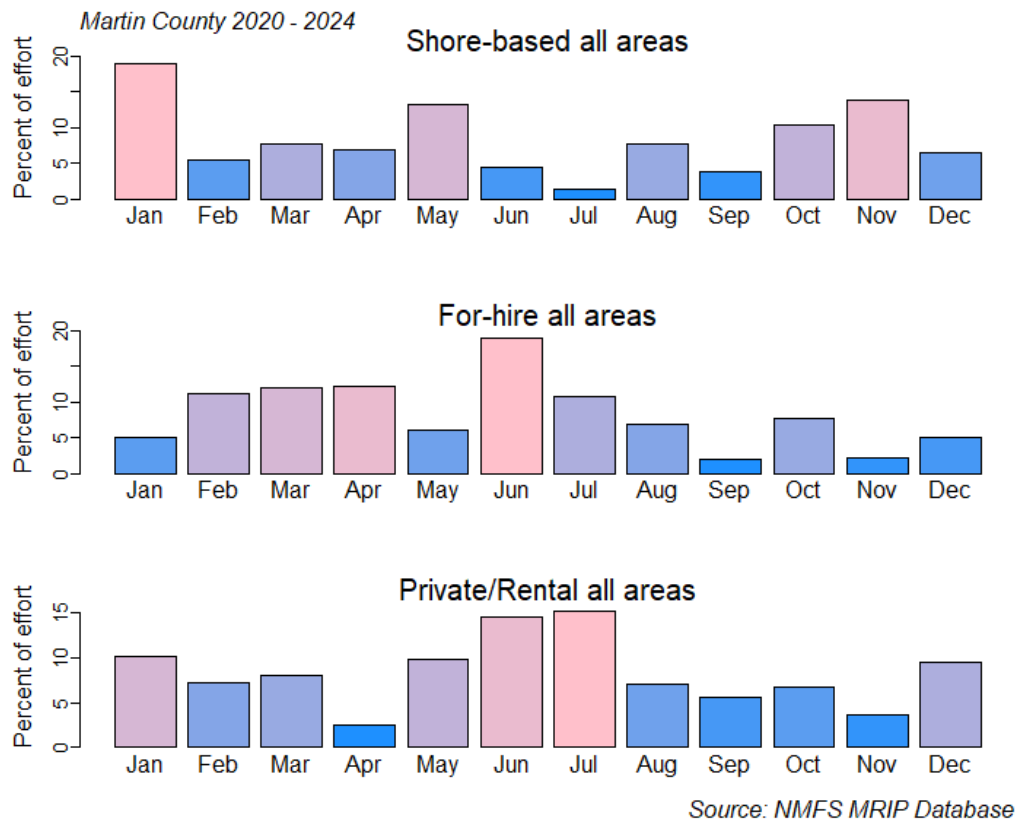 Martin County 2020 - 2024
Shore-based all areas
Percent of effort
20
10
5
0
Jan Feb Mar Apr May Jun Jul Aug Sep Oct Nov Dec
For-hire all areas
Percent of effort
20
10
5
0
Jan Feb Mar Apr May Jun Jul Aug Sep Oct Nov Dec
Private/Rental all areas
Percent of effort
15
10
5
0
Jan Feb Mar Apr May Jun Jul Aug Sep Oct Nov Dec
Source: NMFS MRIP Database